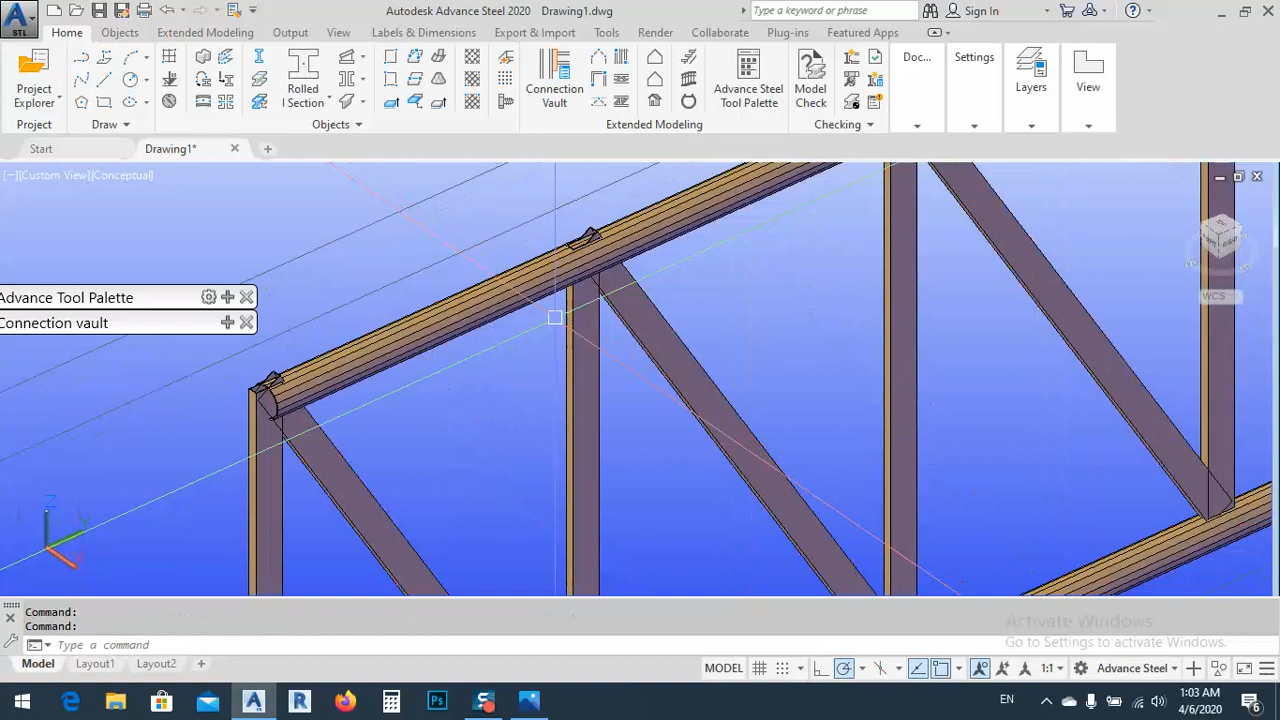 STL
Autodesk Advance Steel 2020 Drawing1.dwg
Type a keyword or phrase
Sign In
Home Objects Extended Modeling Output View Labels & Dimensions Export & Import Tools Render Collaborate Plug-ins Featured Apps
Project Explorer
Rolled I Section
Connection Vault
Advance Steel Tool Palette
Model Check
Doc...
Settings
Layers
View
Project Draw Objects Extended Modeling Checking
Start Drawing1*
[−][Custom View][Conceptual]
WCS
Advance Tool Palette
Connection vault
Z
Y
X
Command:
Command:
Type a command
Activate Windows
Go to Settings to activate Windows.
Model Layout1 Layout2
MODEL 1:1 Advance Steel
EN
1:03 AM
4/6/2020
6